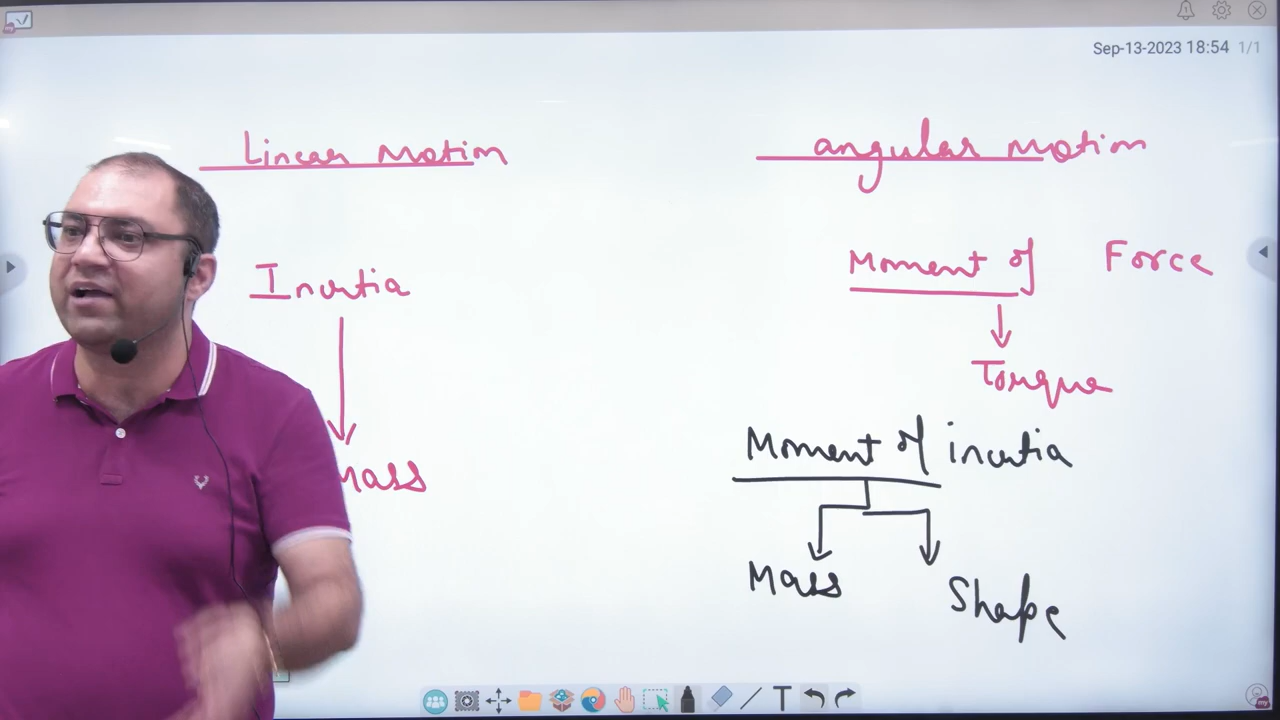 Sep-13-2023 18:54 1/1
Linear Motion
angular motion
Inertia
Moment of Force
Torque
Mass
Moment of inertia
Mass
Shape